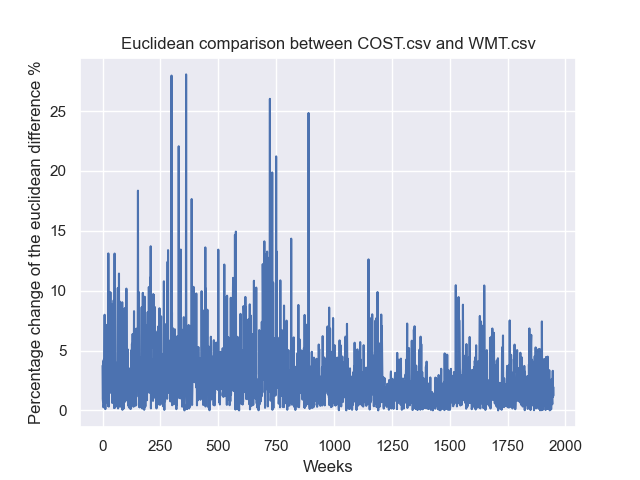 Euclidean comparison between COST.csv and WMT.csv
Percentage change of the euclidean difference %
25
20
15
10
5
0
0 250 500 750 1000 1250 1500 1750 2000
Weeks